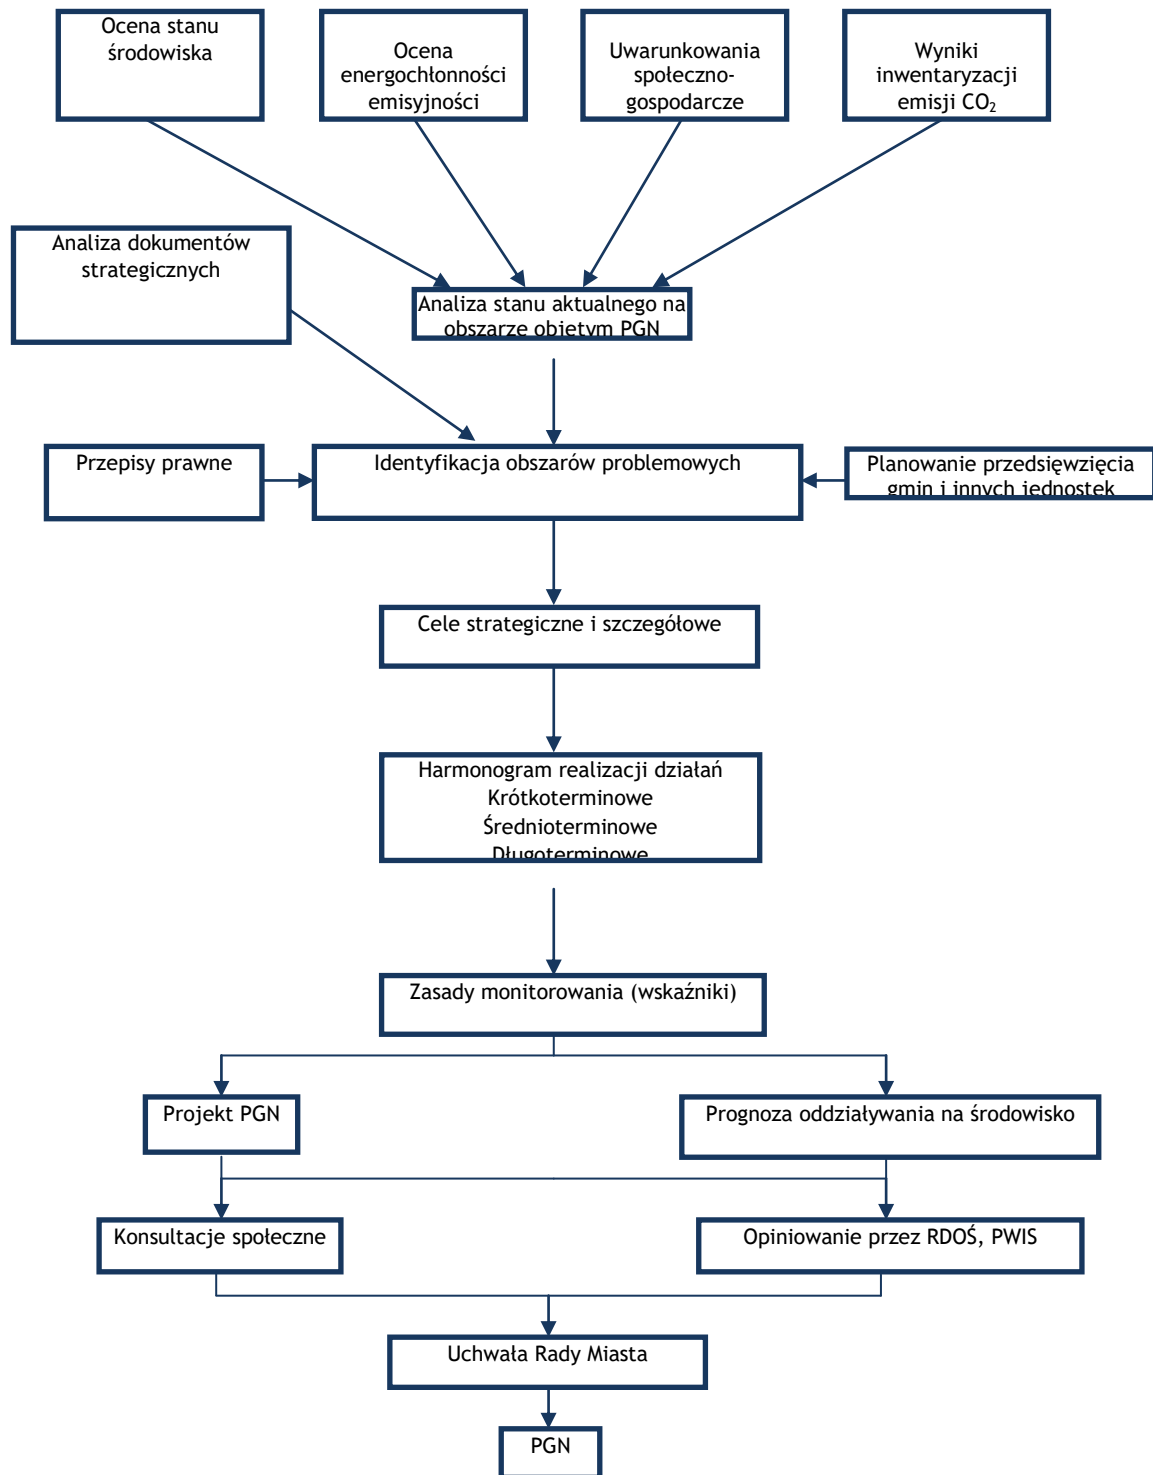 Ocena stanu
środowiska
Ocena
energochłonności
emisyjności
Uwarunkowania
społeczno-
gospodarcze
Wyniki
inwentaryzacji
emisji CO₂
Analiza dokumentów
strategicznych
Analiza stanu aktualnego na
obszarze objętym PGN
Przepisy prawne
Identyfikacja obszarów problemowych
Planowanie przedsięwzięcia
gmin i innych jednostek
Cele strategiczne i szczegółowe
Harmonogram realizacji działań
Krótkoterminowe
Średnioterminowe
Długoterminowe
Zasady monitorowania (wskaźniki)
Projekt PGN
Prognoza oddziaływania na środowisko
Konsultacje społeczne
Opiniowanie przez RDOŚ, PWIS
Uchwała Rady Miasta
PGN